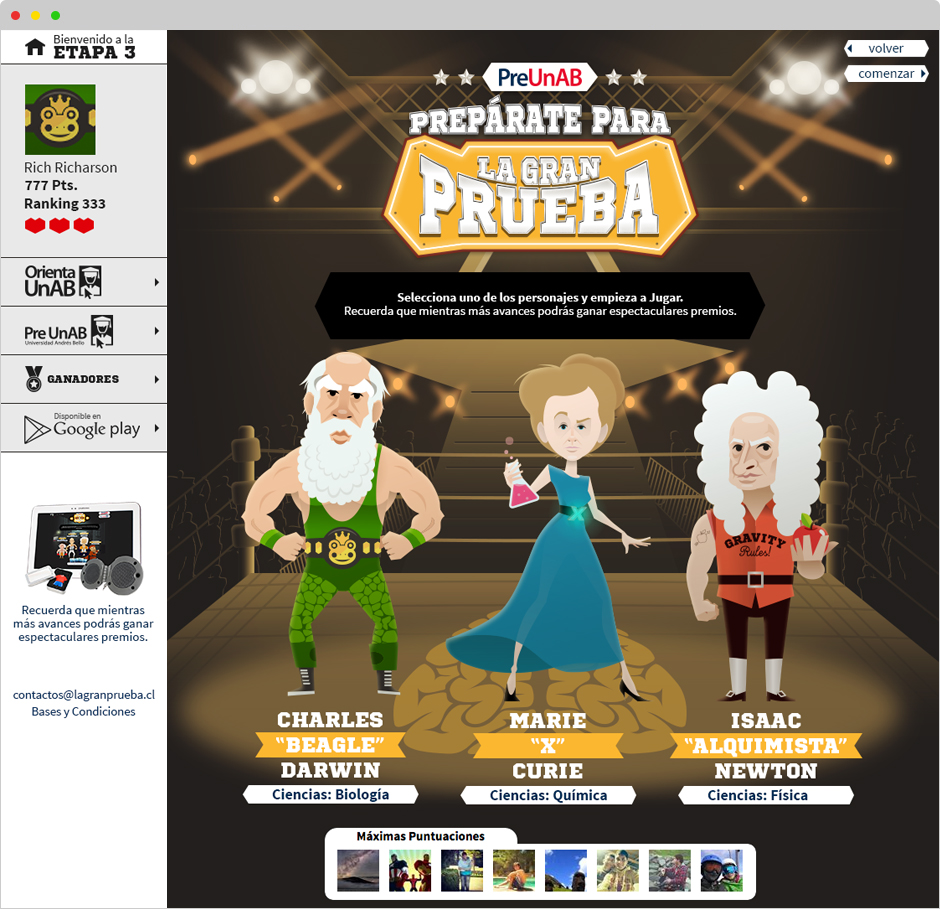 Bienvenido a la
ETAPA 3
Rich Richarson
777 Pts.
Ranking 333
Orienta
UnAB
Pre UnAB
Universidad Andrés Bello
GANADORES
Disponible en
Google play
Recuerda que mientras
más avances podrás ganar
espectaculares premios.
contactos@lagranprueba.cl
Bases y Condiciones
volver
comenzar
PreUnAB
PREPÁRATE PARA
LA GRAN
PRUEBA
Selecciona uno de los personajes y empieza a Jugar.
Recuerda que mientras más avances podrás ganar espectaculares premios.
X
GRAVITY
Rules!
CHARLES
"BEAGLE"
DARWIN
Ciencias: Biología
MARIE
"X"
CURIE
Ciencias: Química
ISAAC
"ALQUIMISTA"
NEWTON
Ciencias: Física
Máximas Puntuaciones